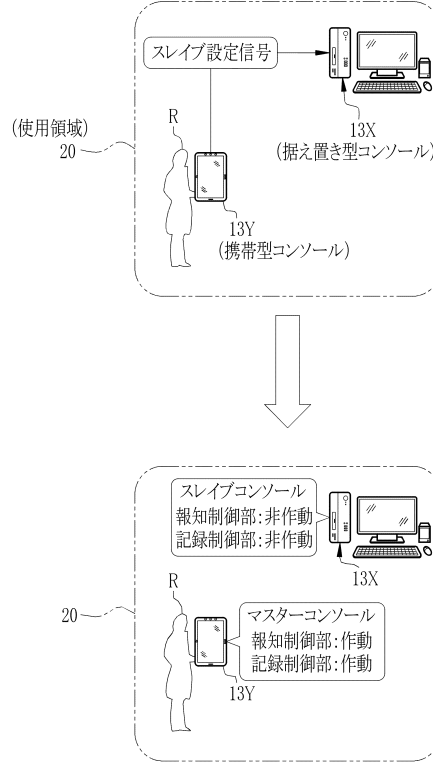 スレイブ設定信号
13X
(据え置き型コンソール)
(使用領域)
20
R
13Y
(携帯型コンソール)
スレイブコンソール
報知制御部:非作動
記録制御部:非作動
13X
R
20
マスターコンソール
報知制御部:作動
記録制御部:作動
13Y